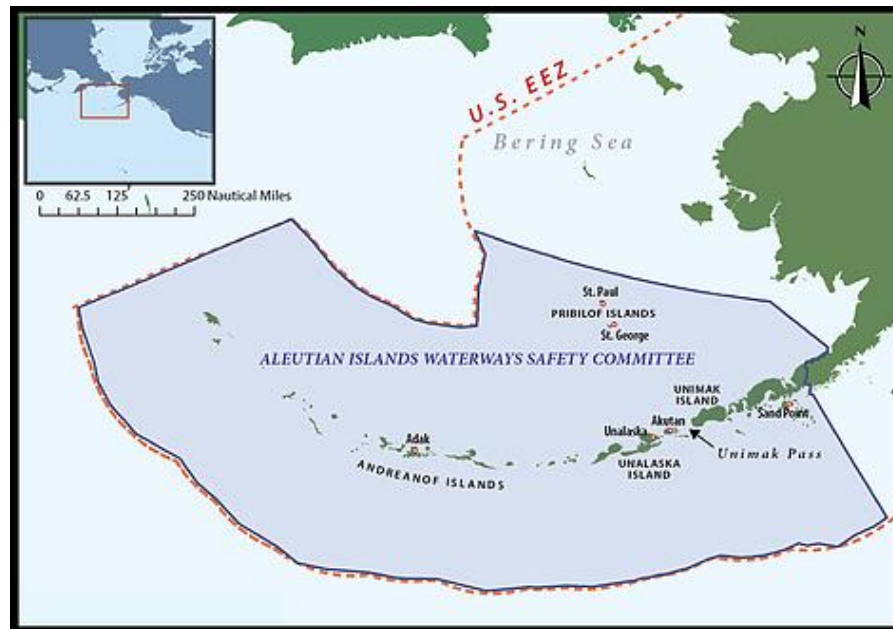 N
U.S. EEZ
Bering Sea
0 62.5 125 250 Nautical Miles
St. Paul
PRIBILOF ISLANDS
St. George
ALEUTIAN ISLANDS WATERWAYS SAFETY COMMITTEE
UNIMAK
ISLAND
Sand Point
Akutan
Unalaska
Adak
Unimak Pass
UNALASKA
ISLAND
ANDREANOF ISLANDS